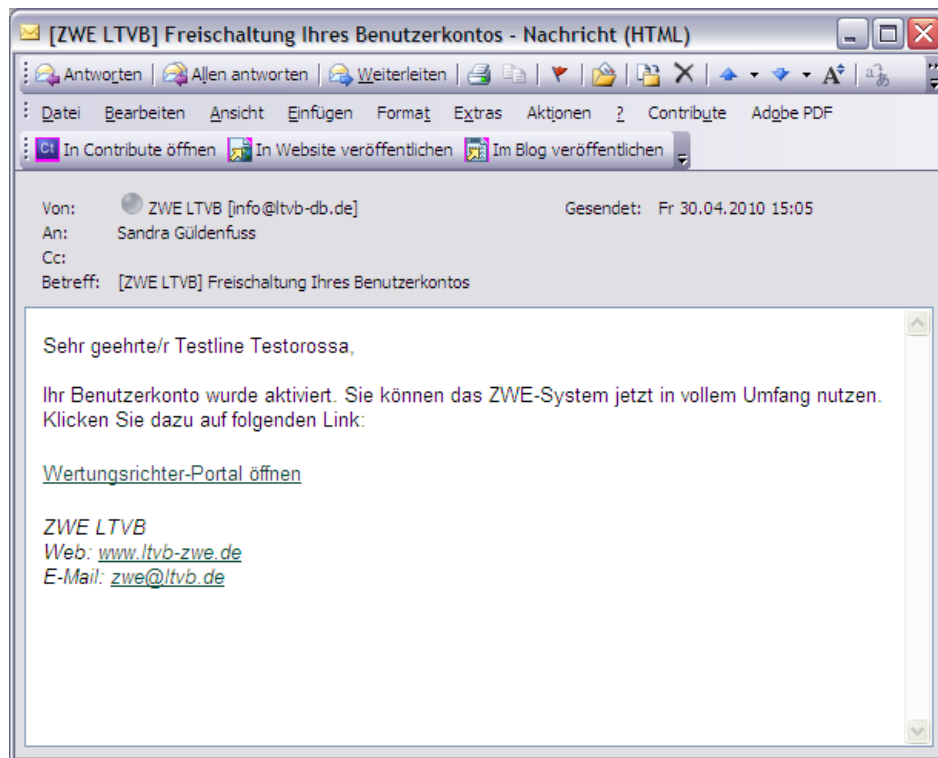 [ZWE LTVB] Freischaltung Ihres Benutzerkontos - Nachricht (HTML)
Antworten Allen antworten Weiterleiten
Datei Bearbeiten Ansicht Einfügen Format Extras Aktionen ? Contribute Adobe PDF
Ct In Contribute öffnen In Website veröffentlichen Im Blog veröffentlichen
Von: ZWE LTVB [info@ltvb-db.de] Gesendet: Fr 30.04.2010 15:05
An: Sandra Güldenfuss
Cc:
Betreff: [ZWE LTVB] Freischaltung Ihres Benutzerkontos
Sehr geehrte/r Testline Testorossa,
Ihr Benutzerkonto wurde aktiviert. Sie können das ZWE-System jetzt in vollem Umfang nutzen.
Klicken Sie dazu auf folgenden Link:
Wertungsrichter-Portal öffnen
ZWE LTVB
Web: www.ltvb-zwe.de
E-Mail: zwe@ltvb.de